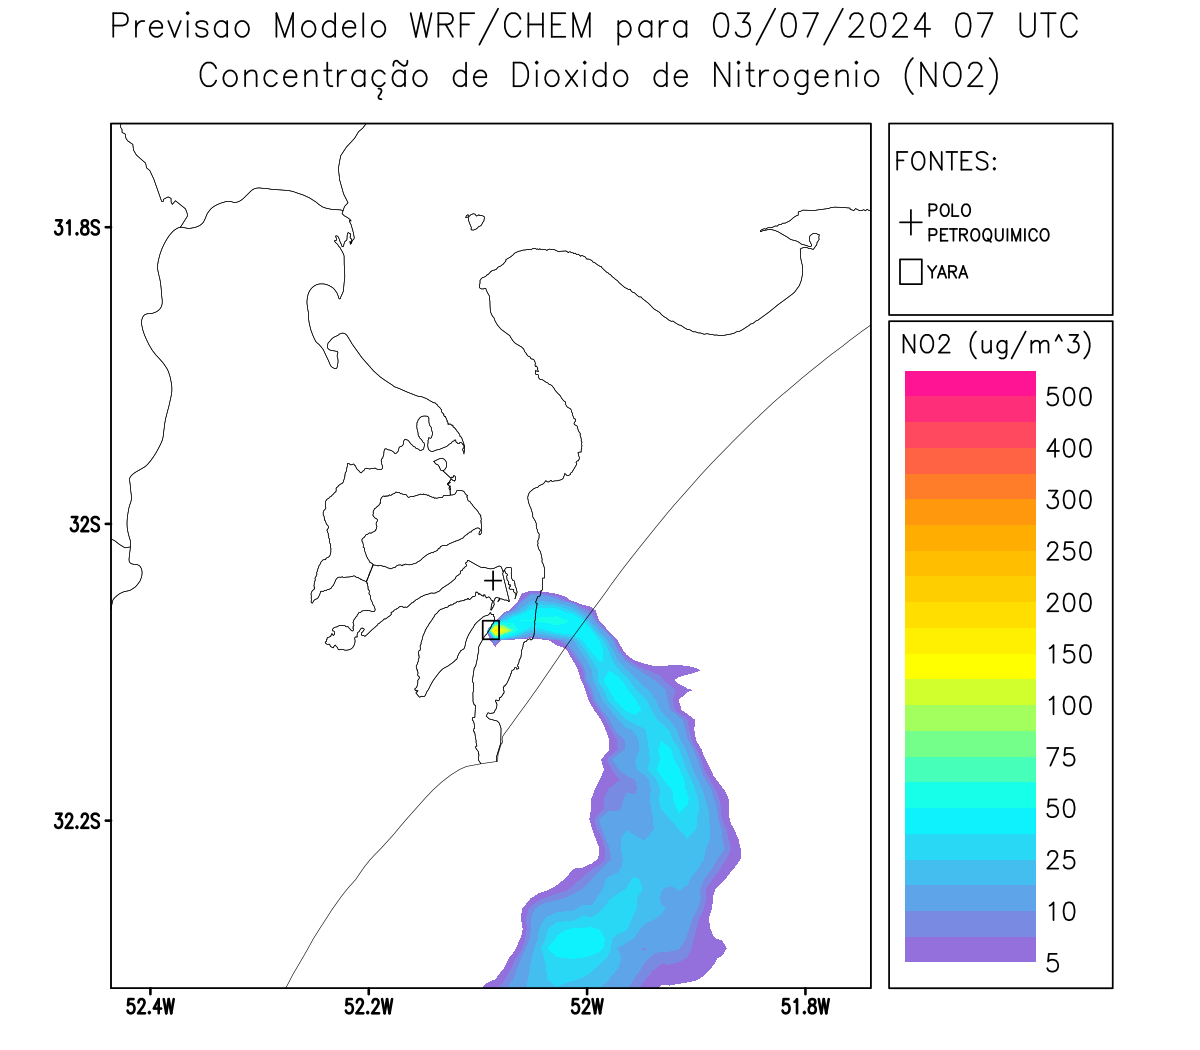 Previsao Modelo WRF/CHEM para 03/07/2024 07 UTC
Concentração de Dioxido de Nitrogenio (NO2)
FONTES:
POLO
PETROQUIMICO
YARA
NO2 (ug/m^3)
500
400
300
250
200
150
100
75
50
25
10
5
31.8S
32S
32.2S
52.4W
52.2W
52W
51.8W